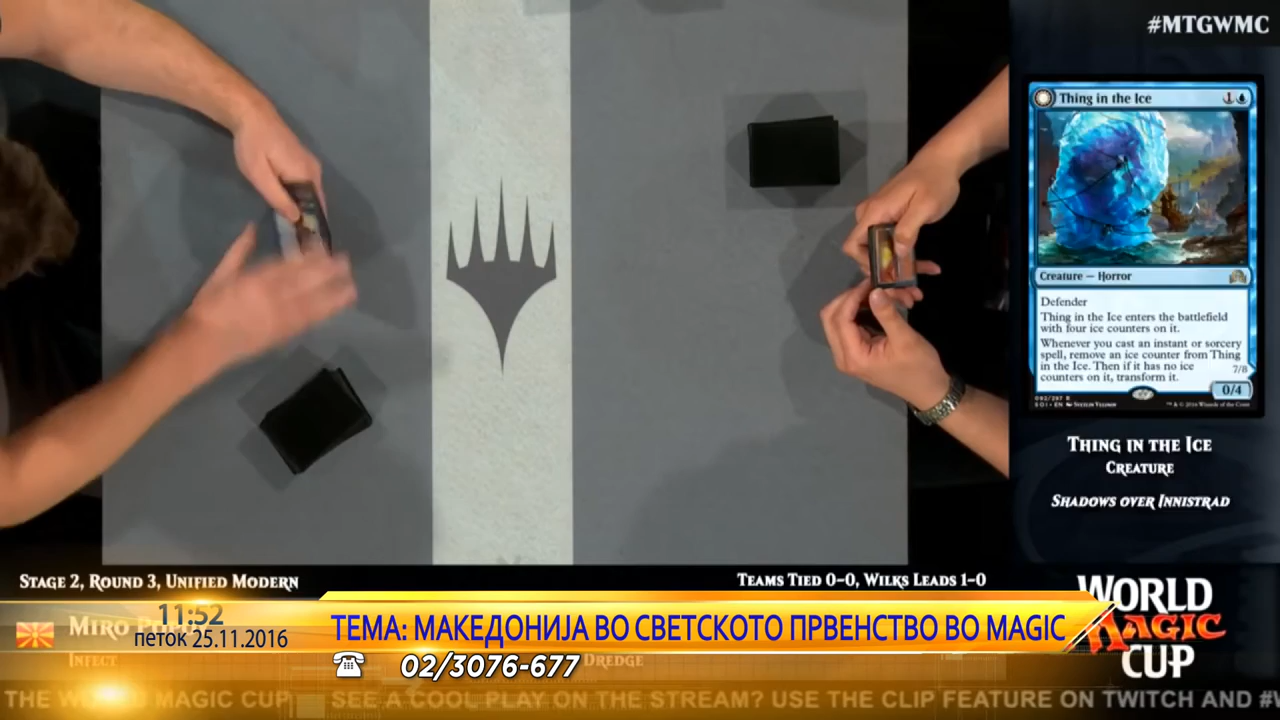 #MTGWMC
Thing in the Ice
1
Creature — Horror
Defender
Thing in the Ice enters the battlefield
with four ice counters on it.
Whenever you cast an instant or sorcery
spell, remove an ice counter from Thing
in the Ice. Then if it has no ice
counters on it, transform it.
7/8
0/4
THING IN THE ICE
CREATURE
SHADOWS OVER INNISTRAD
STAGE 2, ROUND 3, UNIFIED MODERN
TEAMS TIED 0-0, WILKS LEADS 1-0
WORLD
MAGIC
CUP
MIRO
11:52
петок 25.11.2016
ТЕМА: МАКЕДОНИЈА ВО СВЕТСКОТО ПРВЕНСТВО ВО MAGIC
INFECT
DREDGE
02/3076-677
THE MAGIC CUP SEE A COOL PLAY ON THE STREAM? USE THE CLIP FEATURE ON TWITCH AND